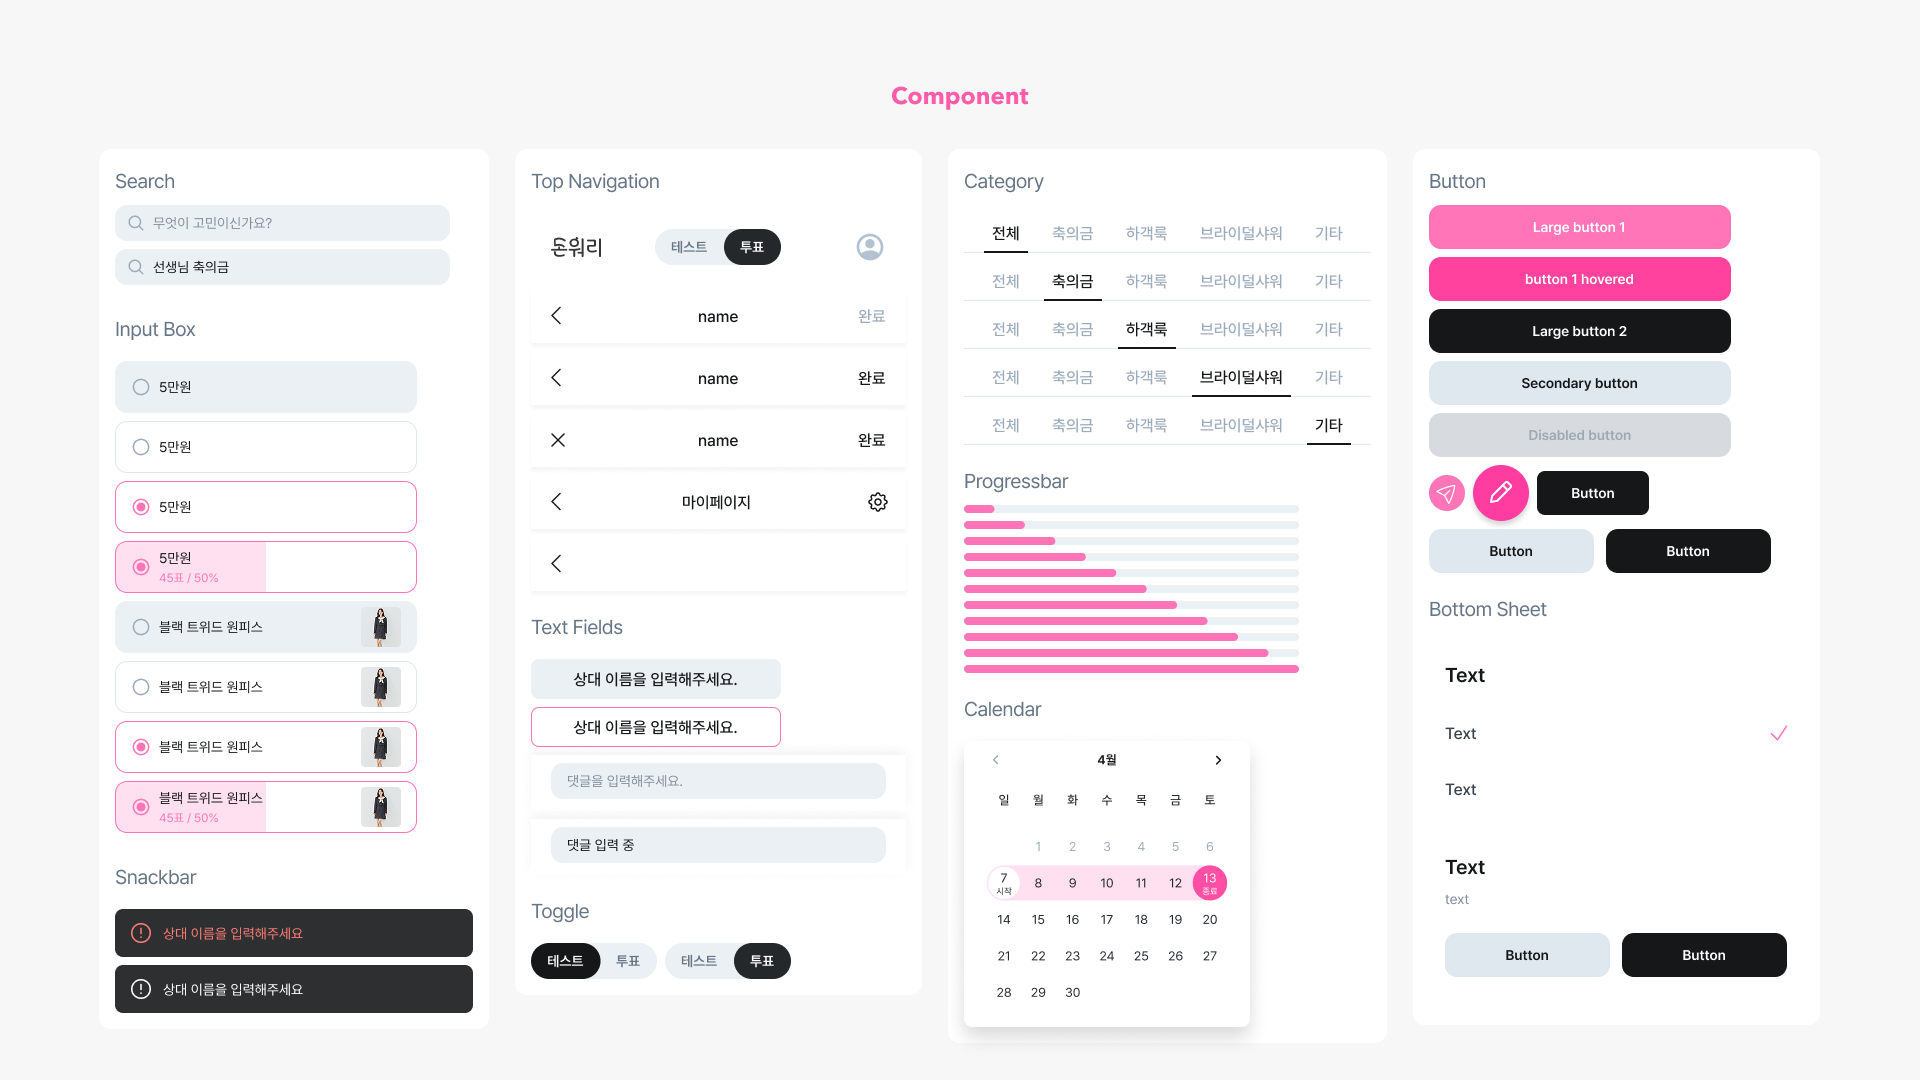 Component
Search
무엇이 고민이신가요?
선생님 축의금
Input Box
5만원
5만원
5만원
5만원
45표 / 50%
블랙 트위드 원피스
블랙 트위드 원피스
블랙 트위드 원피스
블랙 트위드 원피스
45표 / 50%
Snackbar
상대 이름을 입력해주세요
상대 이름을 입력해주세요
Top Navigation
돈워리 테스트 투표
name 완료
name 완료
name 완료
마이페이지
Text Fields
상대 이름을 입력해주세요.
상대 이름을 입력해주세요.
댓글을 입력해주세요.
댓글 입력 중
Toggle
테스트 투표 테스트 투표
Category
전체 축의금 하객룩 브라이덜샤워 기타
전체 축의금 하객룩 브라이덜샤워 기타
전체 축의금 하객룩 브라이덜샤워 기타
전체 축의금 하객룩 브라이덜샤워 기타
전체 축의금 하객룩 브라이덜샤워 기타
Progressbar
Calendar
4월
일 월 화 수 목 금 토
1 2 3 4 5 6
7 8 9 10 11 12 13
시작 종료
14 15 16 17 18 19 20
21 22 23 24 25 26 27
28 29 30
Button
Large button 1
button 1 hovered
Large button 2
Secondary button
Disabled button
Button
Button Button
Bottom Sheet
Text
Text
Text
Text
text
Button Button